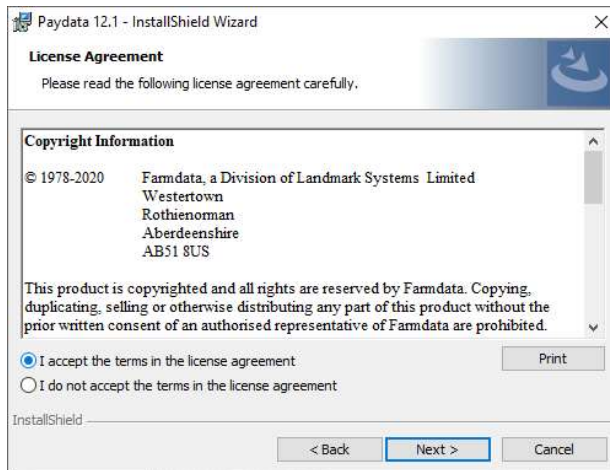 Paydata 12.1 - InstallShield Wizard
License Agreement
Please read the following license agreement carefully.
Copyright Information
© 1978-2020 Farmdata, a Division of Landmark Systems Limited
Westertown
Rothienorman
Aberdeenshire
AB51 8US
This product is copyrighted and all rights are reserved by Farmdata. Copying,
duplicating, selling or otherwise distributing any part of this product without the
prior written consent of an authorised representative of Farmdata are prohibited.
I accept the terms in the license agreement
Print
I do not accept the terms in the license agreement
InstallShield
< Back Next > Cancel